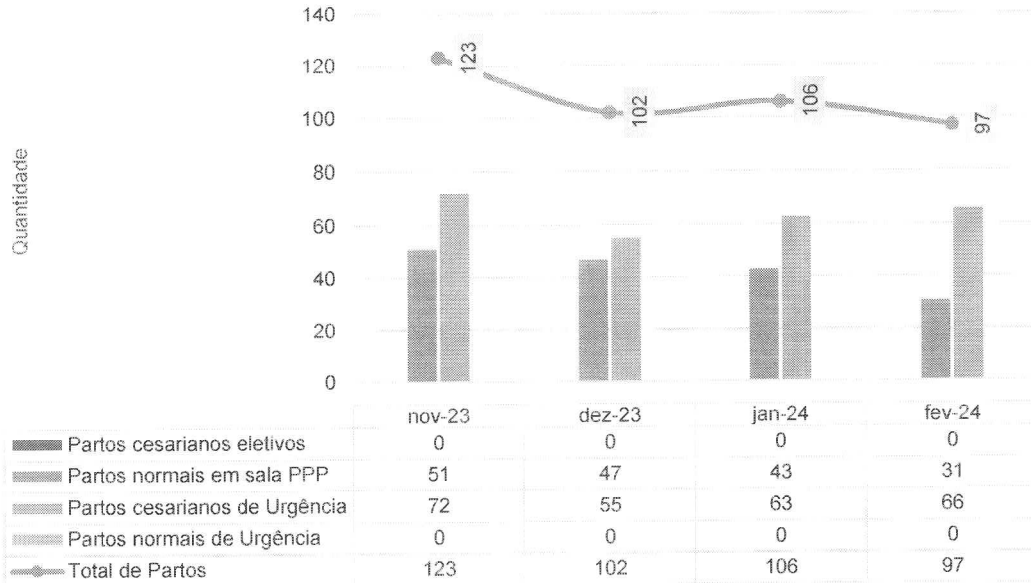 140
120
100
80
60
40
20
0
Quantidade
123
102
106
97
nov-23 dez-23 jan-24 fev-24
Partos cesarianos eletivos 0 0 0 0
Partos normais em sala PPP 51 47 43 31
Partos cesarianos de Urgência 72 55 63 66
Partos normais de Urgência 0 0 0 0
Total de Partos 123 102 106 97